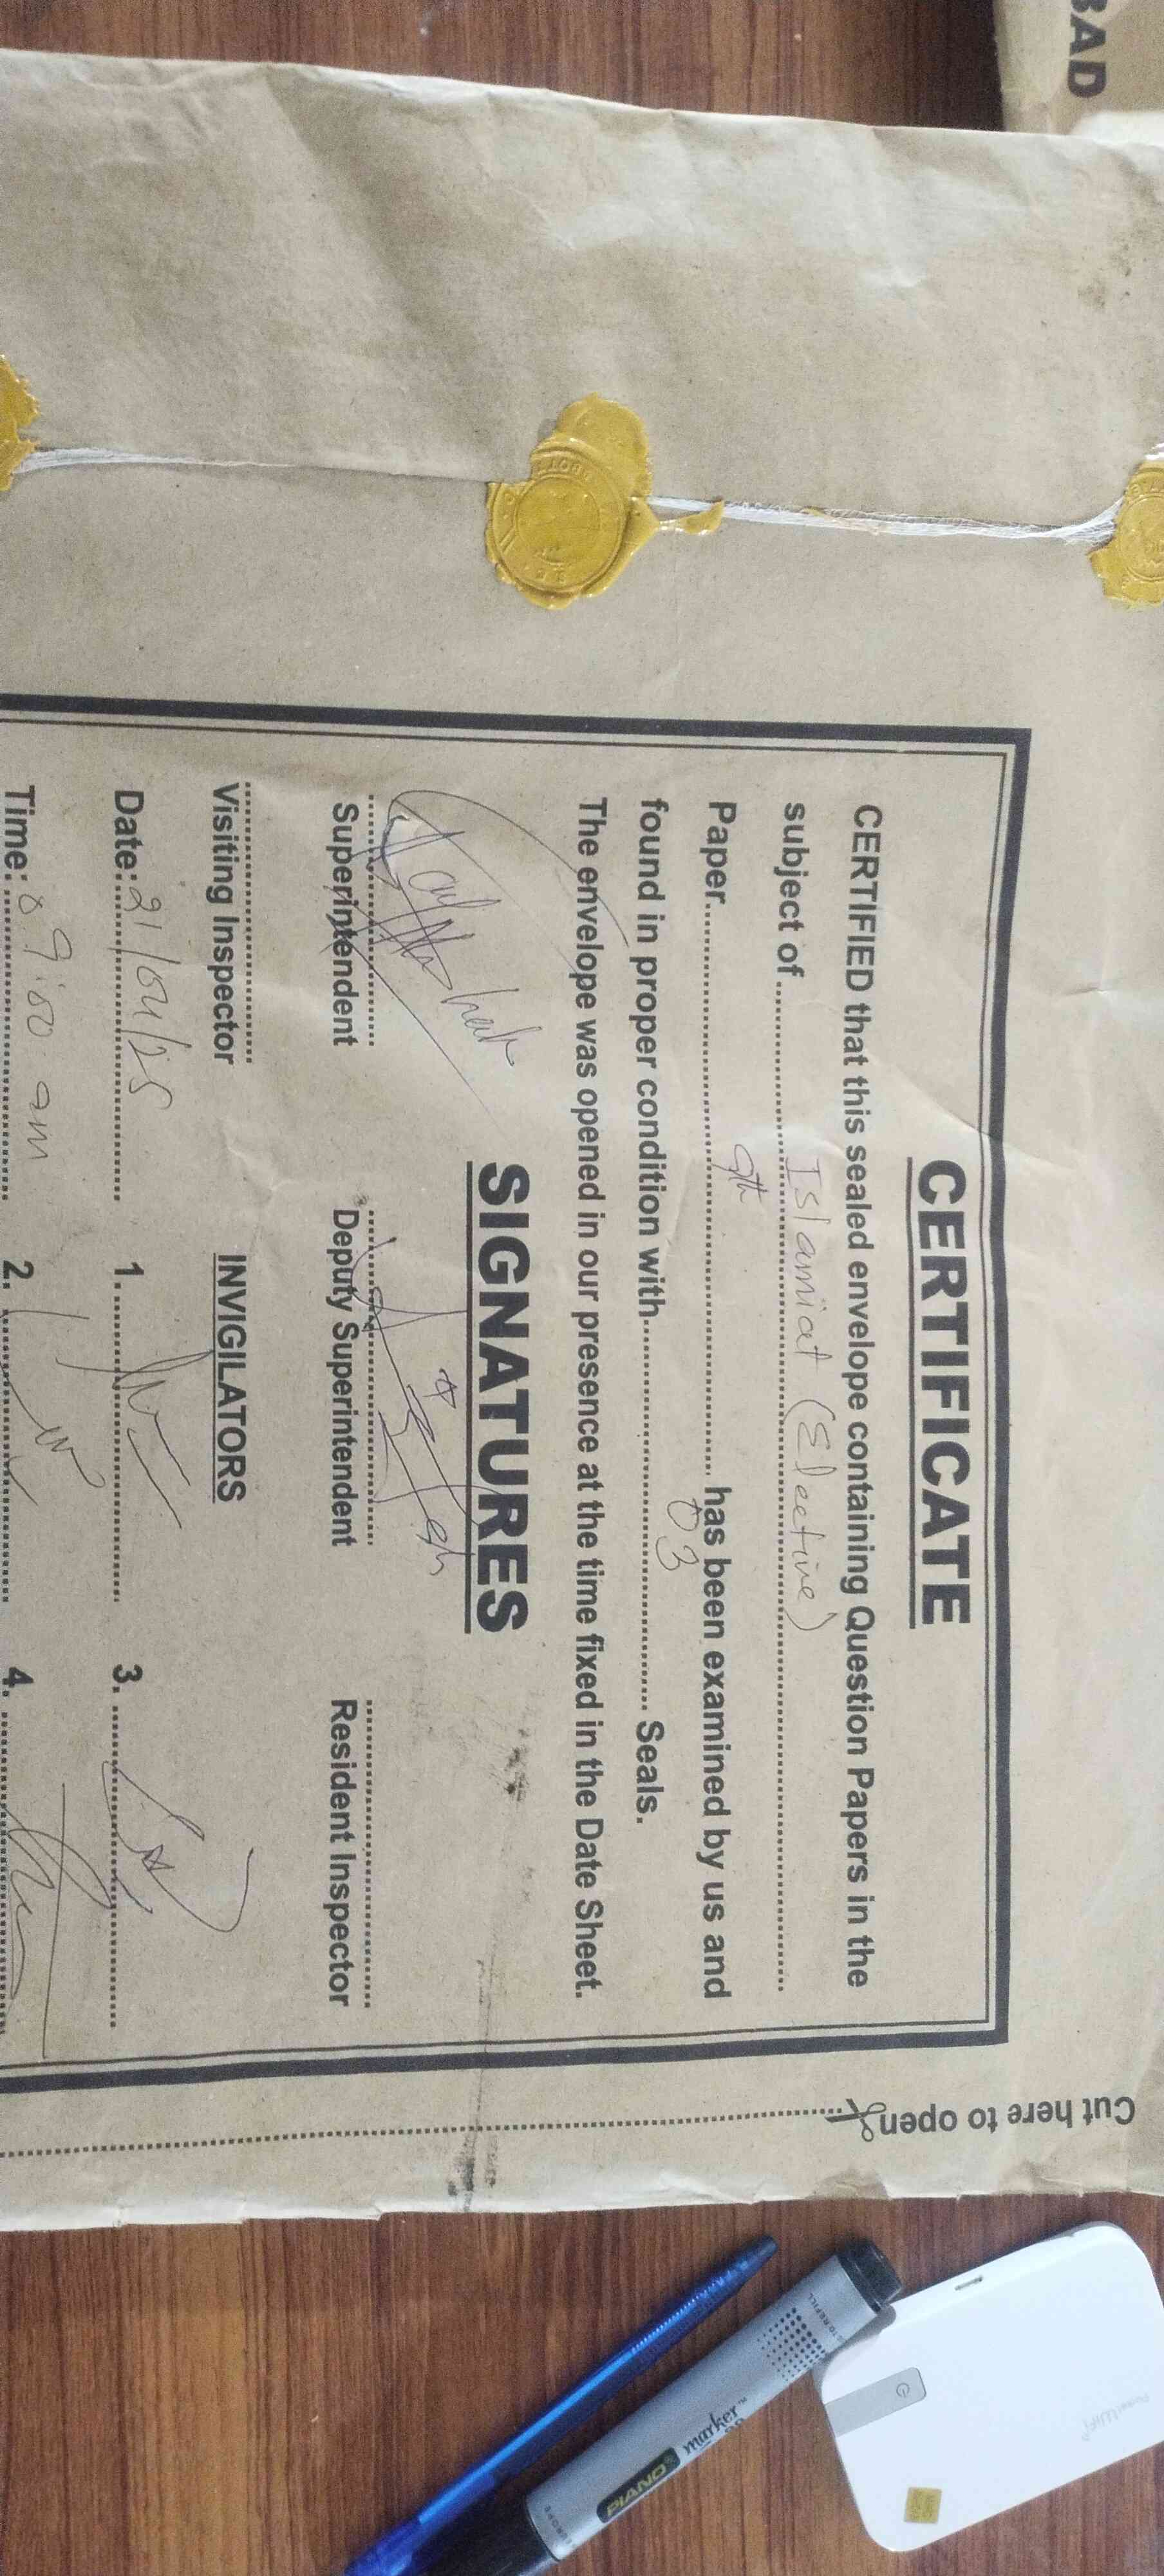 BAD
CERTIFICATE
CERTIFIED that this sealed envelope containing Question Papers in the
subject of Islamiat (Elective)
Paper 9th has been examined by us and
found in proper condition with 03 Seals.
The envelope was opened in our presence at the time fixed in the Date Sheet.
SIGNATURES
Superintendent Deputy Superintendent Resident Inspector
Visiting Inspector INVIGILATORS
Date: 21/04/25 1. 3.
Time: 09:00 am 2. 4.
Cut here to open
PIANO marker